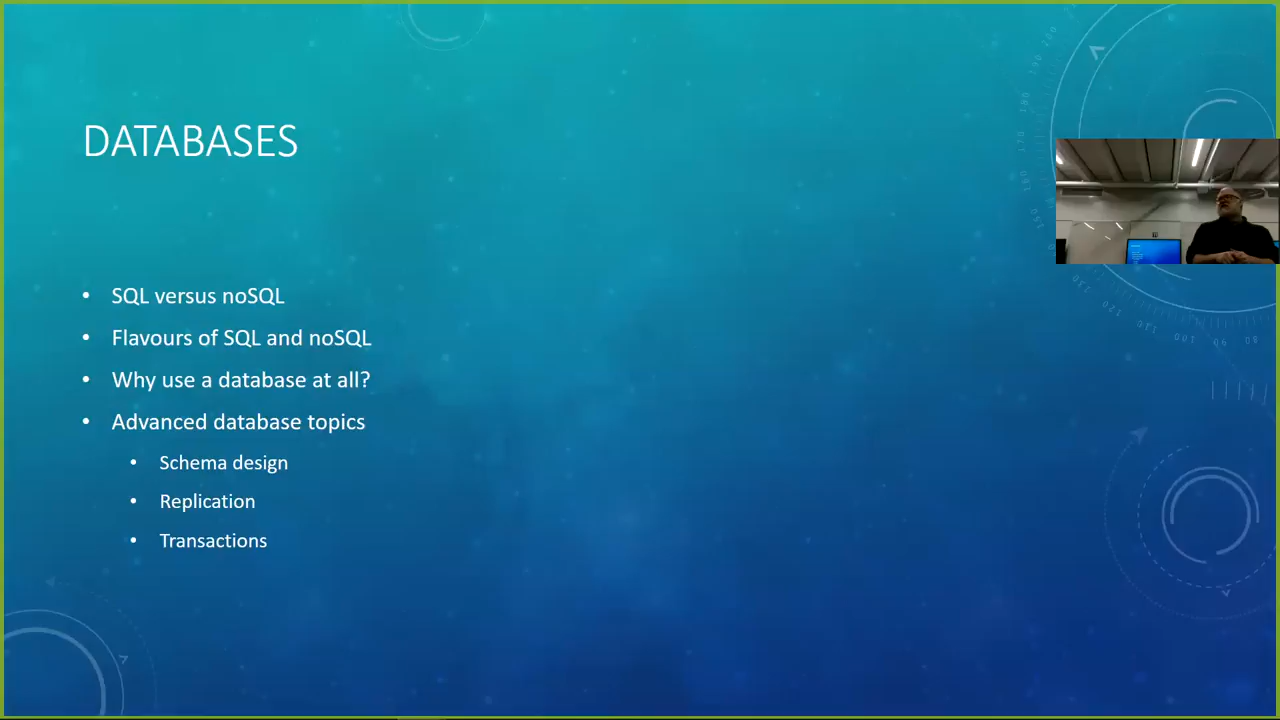 DATABASES
• SQL versus noSQL
• Flavours of SQL and noSQL
• Why use a database at all?
• Advanced database topics
• Schema design
• Replication
• Transactions